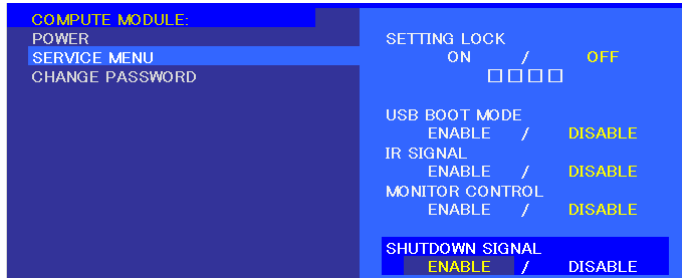 COMPUTE MODULE:
POWER
SERVICE MENU
CHANGE PASSWORD
SETTING LOCK
ON / OFF
□□□□
USB BOOT MODE
ENABLE / DISABLE
IR SIGNAL
ENABLE / DISABLE
MONITOR CONTROL
ENABLE / DISABLE
SHUTDOWN SIGNAL
ENABLE / DISABLE